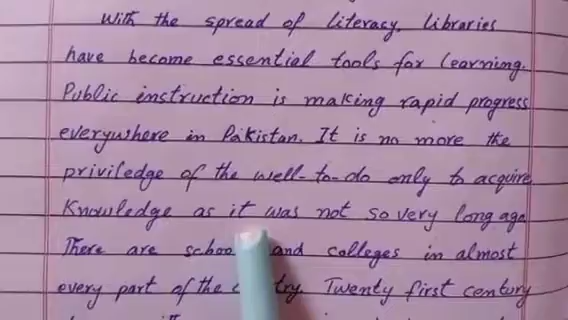 With the spread of literacy, libraries
have become essential tools for learning.
Public instruction is making rapid progress
everywhere in Pakistan. It is no more the
priviledge of the well-to-do only to acquire
Knowledge as it was not so very long ago
There are and colleges in almost
every part of the Twenty first century